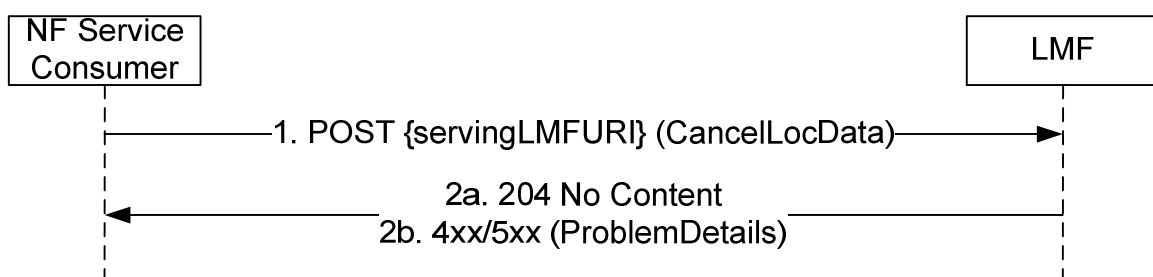 NF Service
Consumer
LMF
1. POST {servingLMFURI} (CancelLocData)
2a. 204 No Content
2b. 4xx/5xx (ProblemDetails)